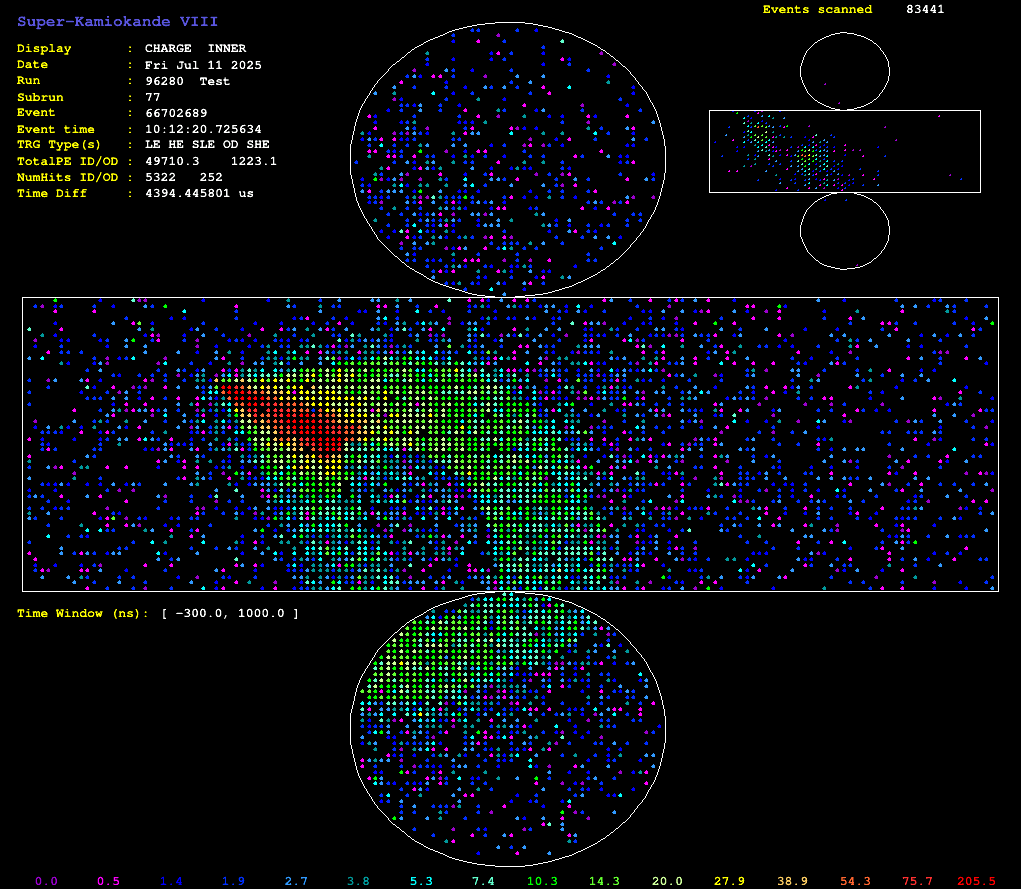 Super-Kamiokande VIII
Events scanned 83441
Display : CHARGE INNER
Date : Fri Jul 11 2025
Run : 96280 Test
Subrun : 77
Event : 66702689
Event time : 10:12:20.725634
TRG Type(s) : LE HE SLE OD SHE
TotalPE ID/OD : 49710.3 1223.1
NumHits ID/OD : 5322 252
Time Diff : 4394.445801 us
Time Window (ns): [ -300.0, 1000.0 ]
0.0 0.5 1.4 1.9 2.7 3.8 5.3 7.4 10.3 14.3 20.0 27.9 38.9 54.3 75.7 205.5